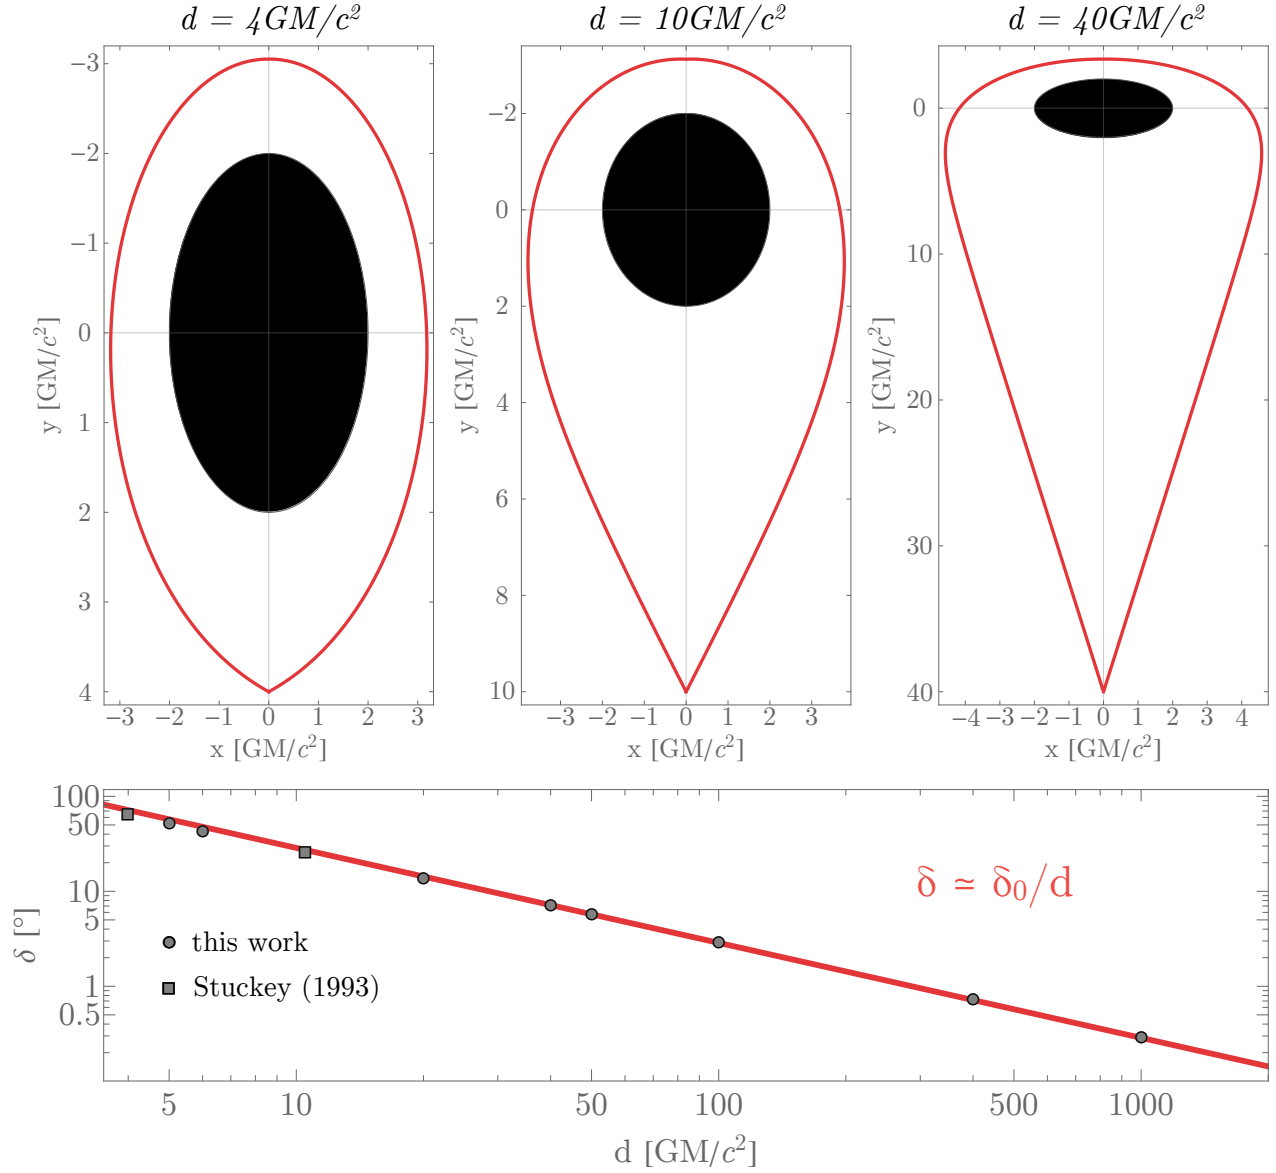 d = 4GM/c²
d = 10GM/c²
d = 40GM/c²
y [GM/c²]
−3
−2
−1
0
1
2
3
4
−3 −2 −1 0 1 2 3
x [GM/c²]
y [GM/c²]
−2
0
2
4
6
8
10
−3 −2 −1 0 1 2 3
x [GM/c²]
y [GM/c²]
0
10
20
30
40
−4 −3 −2 −1 0 1 2 3 4
x [GM/c²]
δ [°]
100
50
10
5
1
0.5
δ ≃ δ₀/d
this work
Stuckey (1993)
5 10 50 100 500 1000
d [GM/c²]